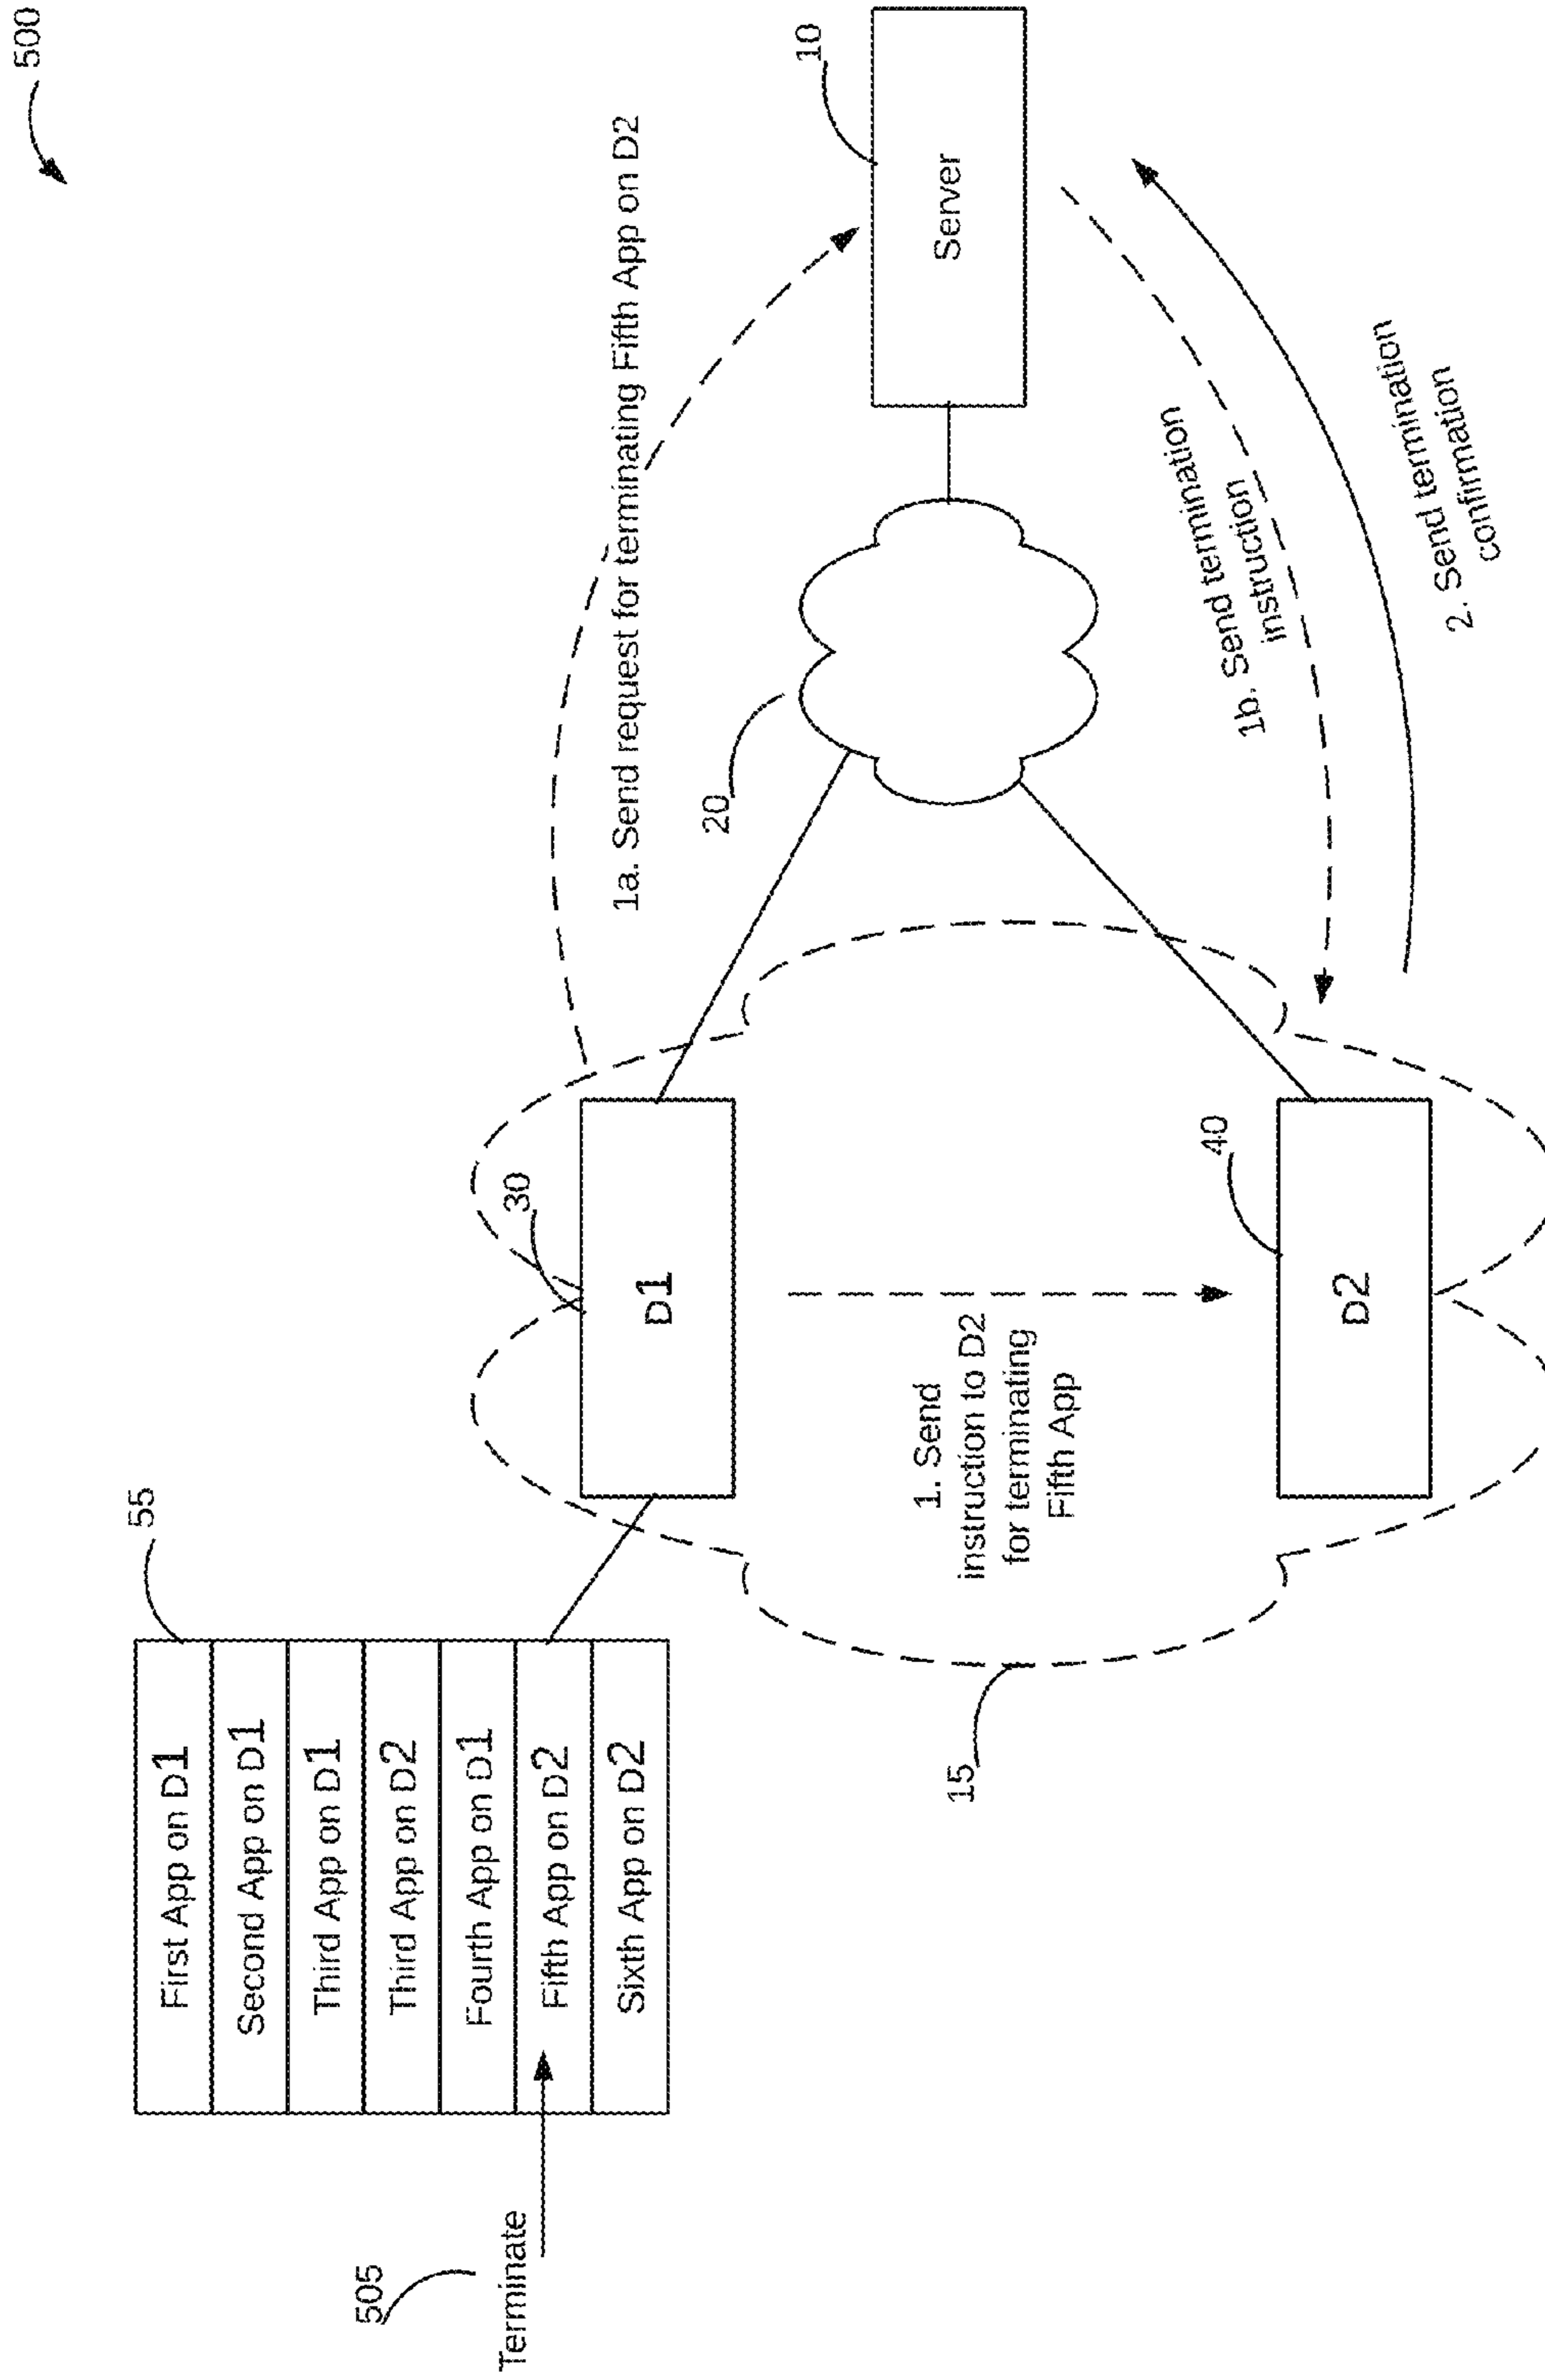 500
505
Terminate
55
First App on D1
Second App on D1
Third App on D1
Third App on D2
Fourth App on D1
Fifth App on D2
Sixth App on D2
30
D1
1a. Send request for terminating Fifth App on D2
20
10
Server
15
1. Send
instruction to D2
for terminating
Fifth App
40
D2
1b. Send termination
instruction
2. Send termination
confirmation